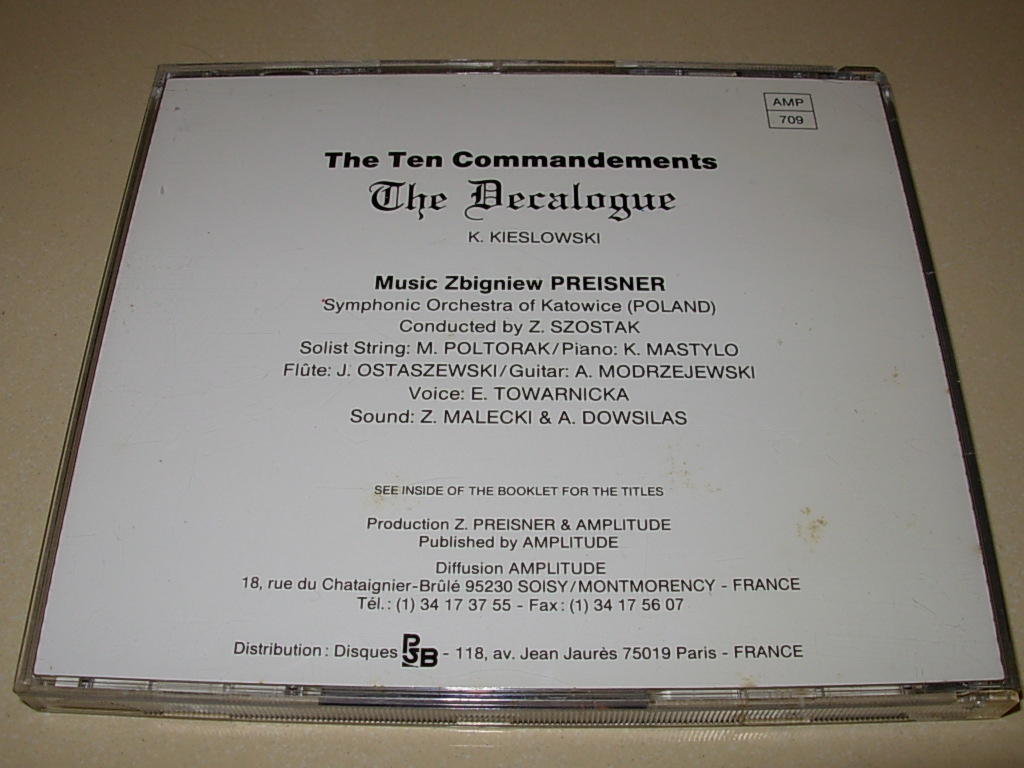 AMP
709
The Ten Commandements
The Decalogue
K. KIESLOWSKI
Music Zbigniew PREISNER
Symphonic Orchestra of Katowice (POLAND)
Conducted by Z. SZOSTAK
Solist String: M. POLTORAK/Piano: K. MASTYLO
Flûte: J. OSTASZEWSKI/Guitar: A. MODRZEJEWSKI
Voice: E. TOWARNICKA
Sound: Z. MALECKI & A. DOWSILAS
SEE INSIDE OF THE BOOKLET FOR THE TITLES
Production Z. PREISNER & AMPLITUDE
Published by AMPLITUDE
Diffusion AMPLITUDE
18, rue du Chataignier-Brûlé 95230 SOISY/MONTMORENCY - FRANCE
Tél.: (1) 34 17 37 55 - Fax: (1) 34 17 56 07
Distribution: Disques PSB - 118, av. Jean Jaurès 75019 Paris - FRANCE